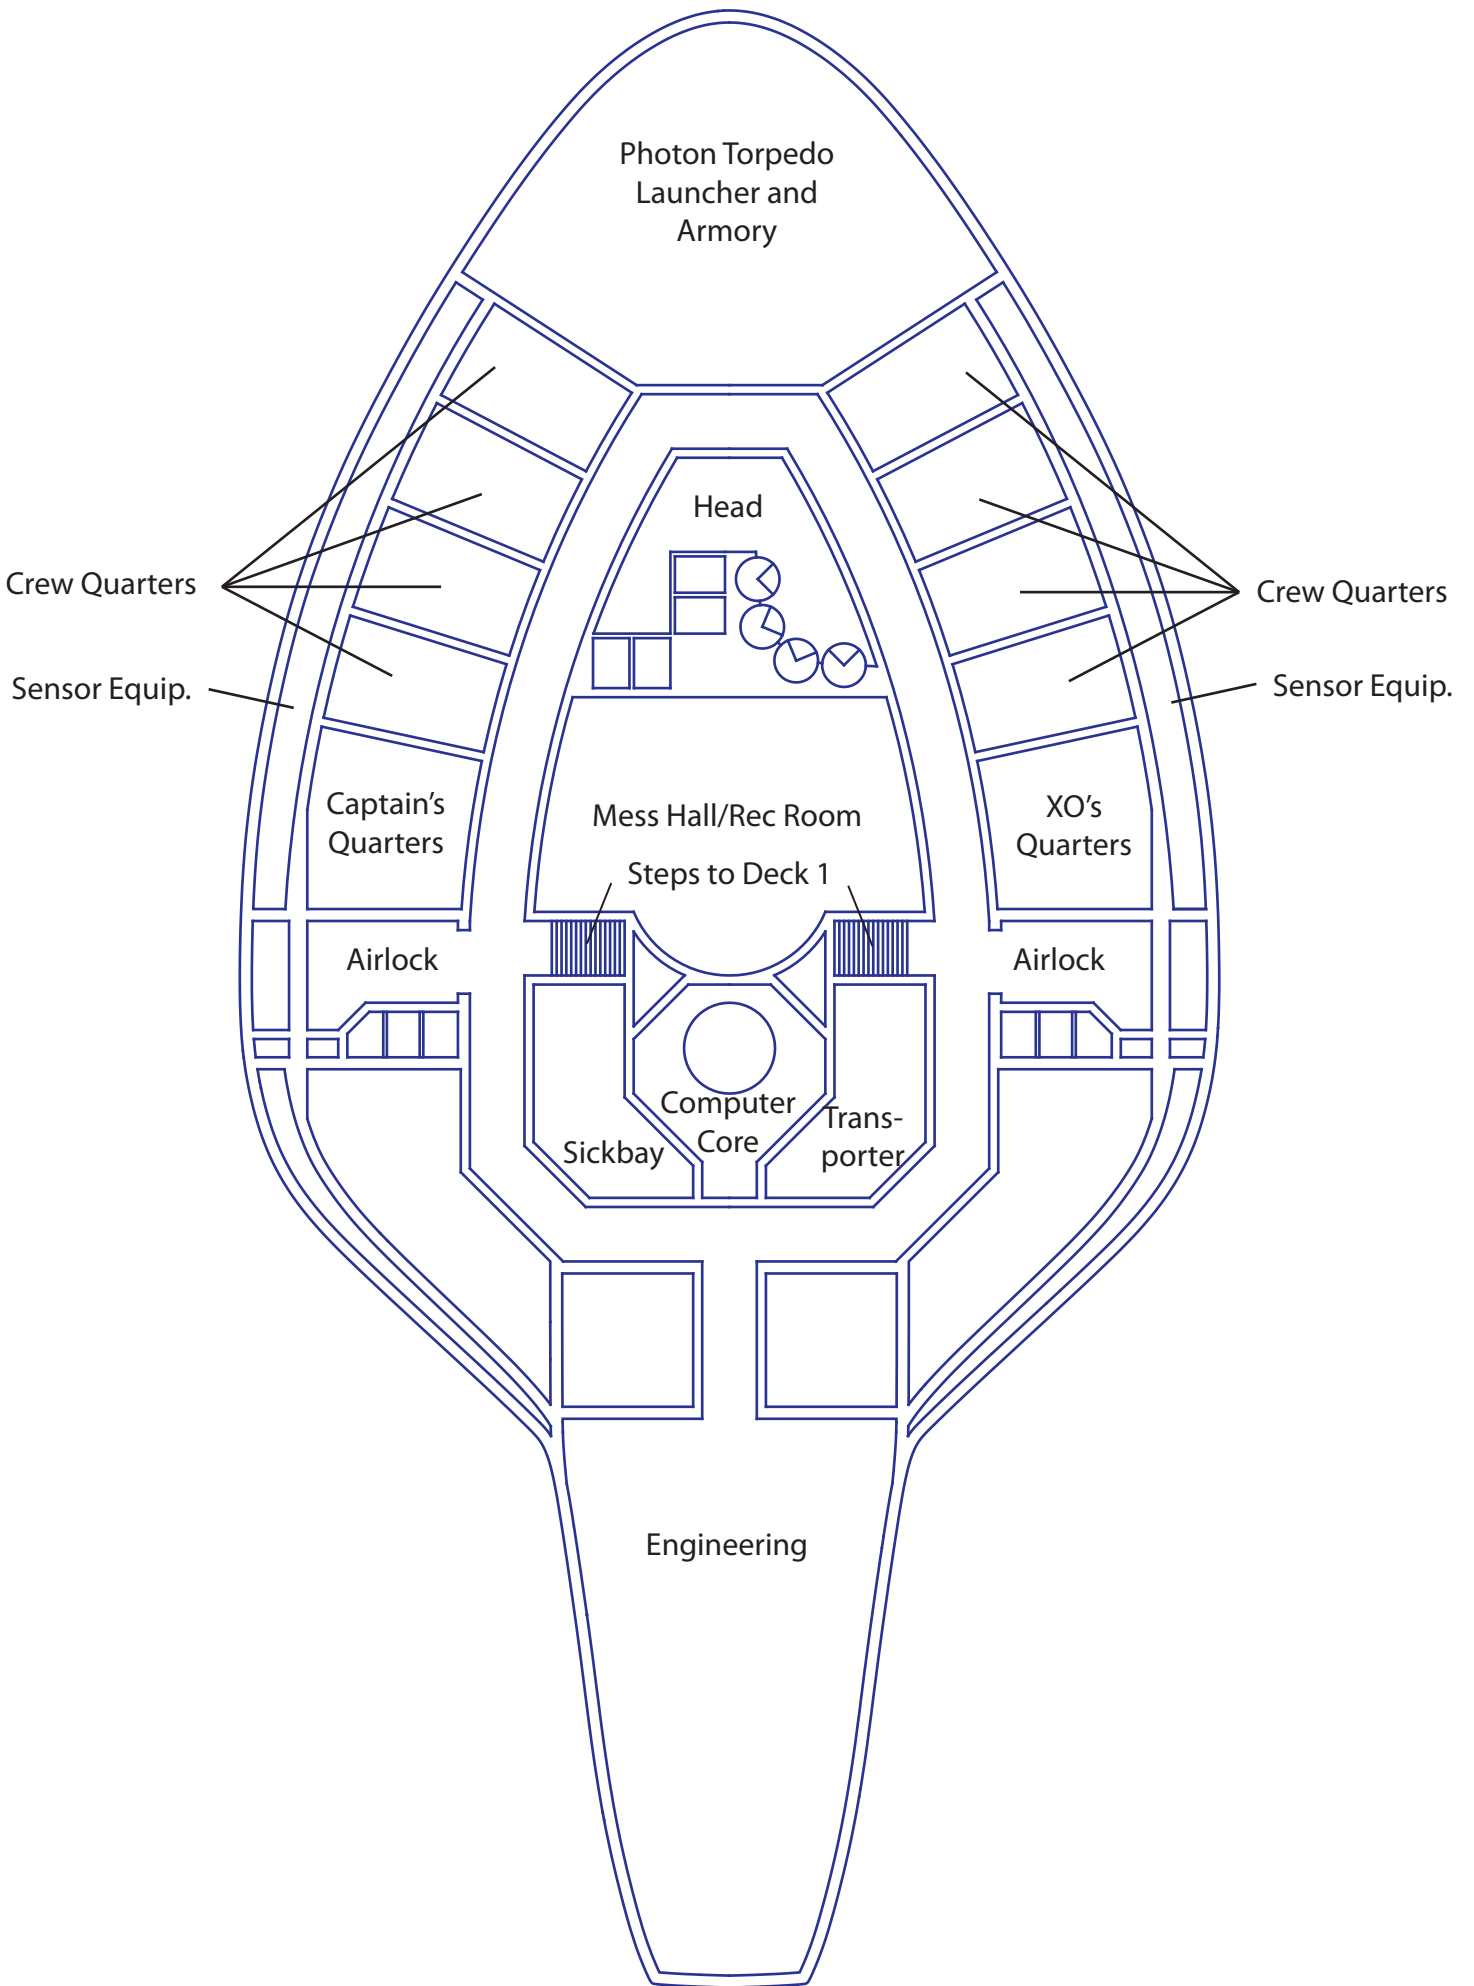 Photon Torpedo
Launcher and
Armory
Head
Crew Quarters
Crew Quarters
Sensor Equip.
Sensor Equip.
Captain's
Quarters
Mess Hall/Rec Room
XO's
Quarters
Steps to Deck 1
Airlock
Airlock
Computer
Core
Trans-
porter
Sickbay
Engineering